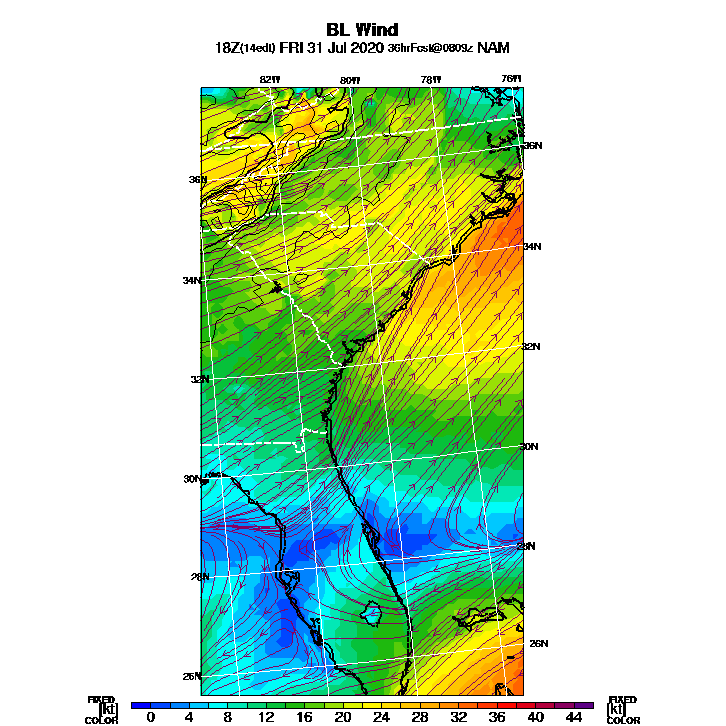 BL Wind
18Z(14edt) FRI 31 Jul 2020 36hrFcst@0809z NAM
82W 80W 78W 76W
36N
36N
34N
34N
32N
32N
30N
30N
28N
28N
26N
26N
FIXED [kt] COLOR
0 4 8 12 16 20 24 28 32 36 40 44
FIXED [kt] COLOR